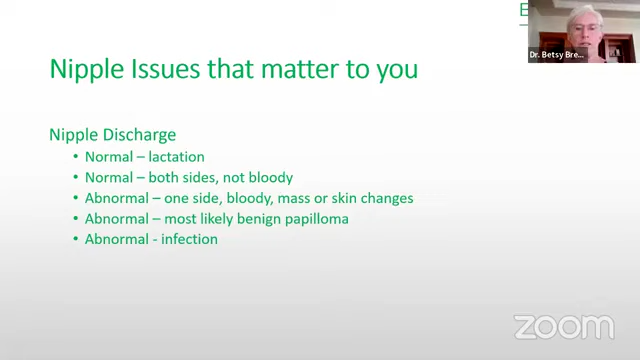 E
Dr. Betsy Bre...
Nipple Issues that matter to you
Nipple Discharge
• Normal – lactation
• Normal – both sides, not bloody
• Abnormal – one side, bloody, mass or skin changes
• Abnormal – most likely benign papilloma
• Abnormal - infection
zoom